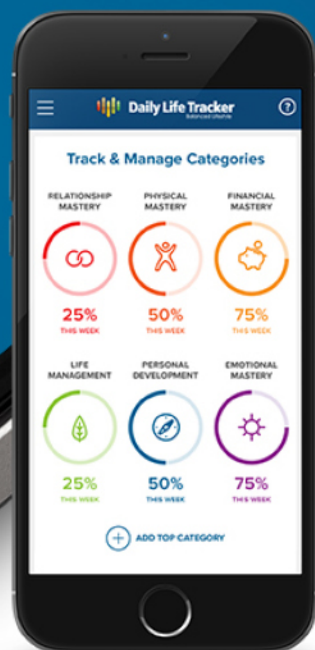 Daily Life Tracker
Balanced Lifestyle
?
Track & Manage Categories
RELATIONSHIP MASTERY
PHYSICAL MASTERY
FINANCIAL MASTERY
25%
50%
75%
THIS WEEK
THIS WEEK
THIS WEEK
LIFE MANAGEMENT
PERSONAL DEVELOPMENT
EMOTIONAL MASTERY
25%
50%
75%
THIS WEEK
THIS WEEK
THIS WEEK
ADD TOP CATEGORY